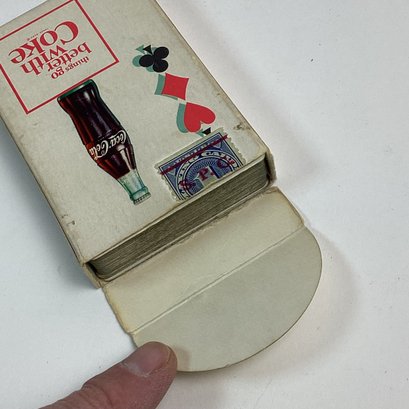 things go
better
with
Coke
Coca-Cola